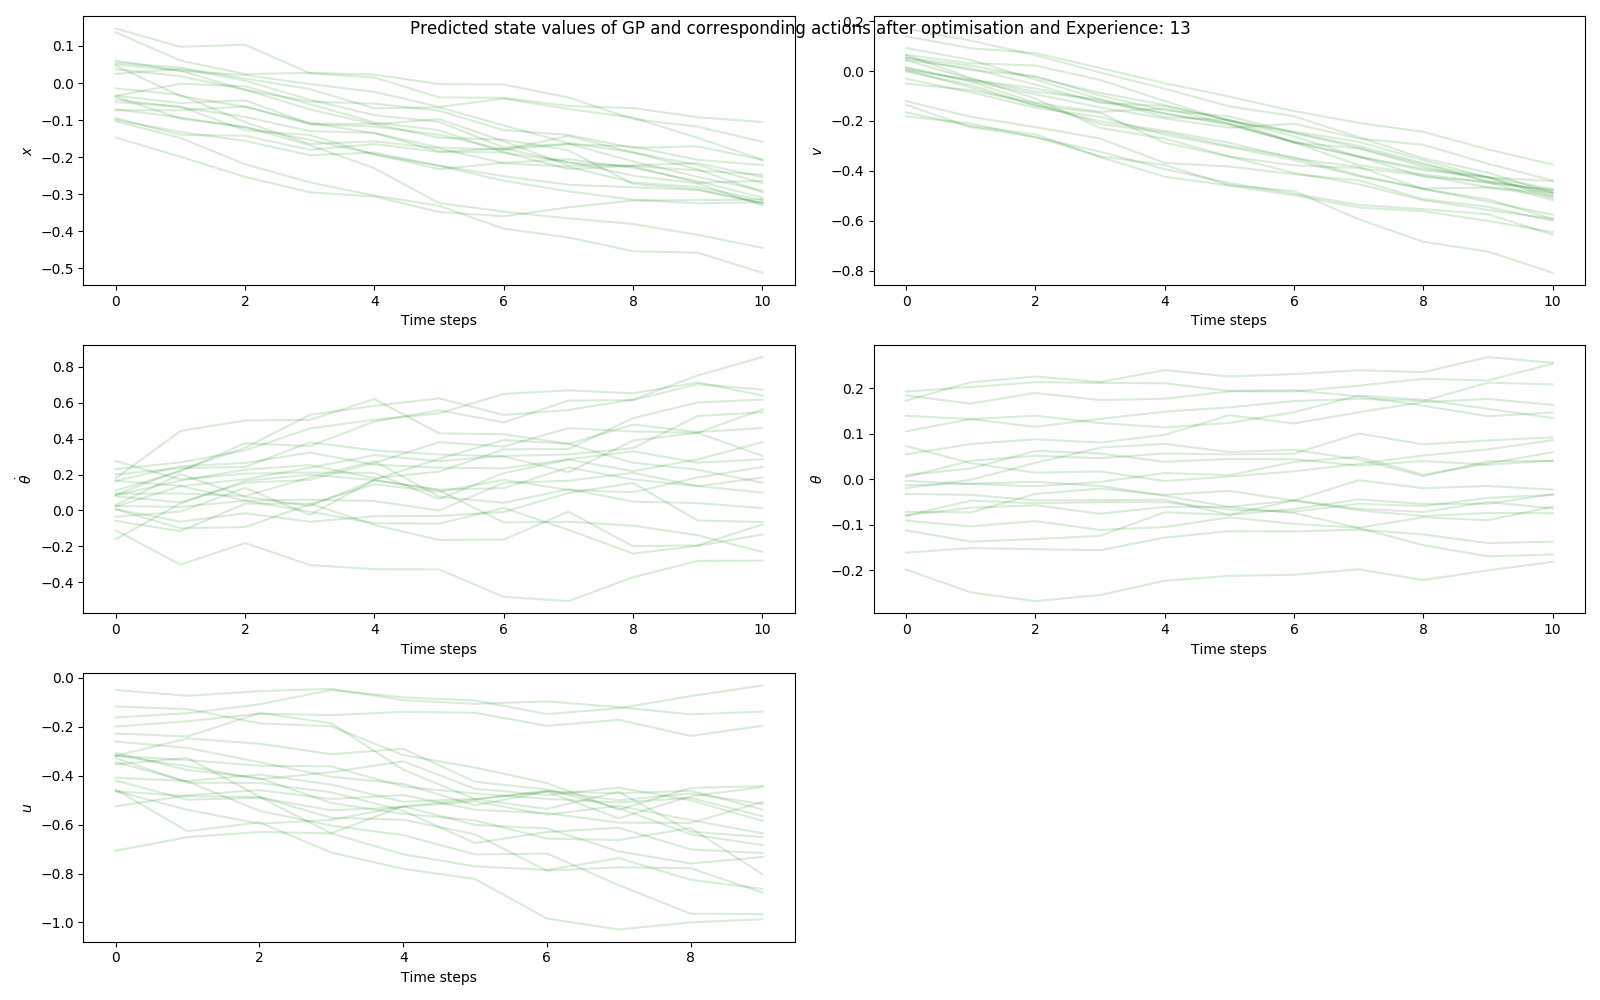 Predicted state values of GP and corresponding actions after optimisation and Experience: 13
0.1
0.0
−0.1
−0.2
−0.3
−0.4
−0.5
x
0 2 4 6 8 10
Time steps
0.2
0.0
−0.2
−0.4
−0.6
−0.8
v
0 2 4 6 8 10
Time steps
0.8
0.6
0.4
0.2
0.0
−0.2
−0.4
θ̇
0 2 4 6 8 10
Time steps
0.2
0.1
0.0
−0.1
−0.2
θ
0 2 4 6 8 10
Time steps
0.0
−0.2
−0.4
−0.6
−0.8
−1.0
u
0 2 4 6 8
Time steps